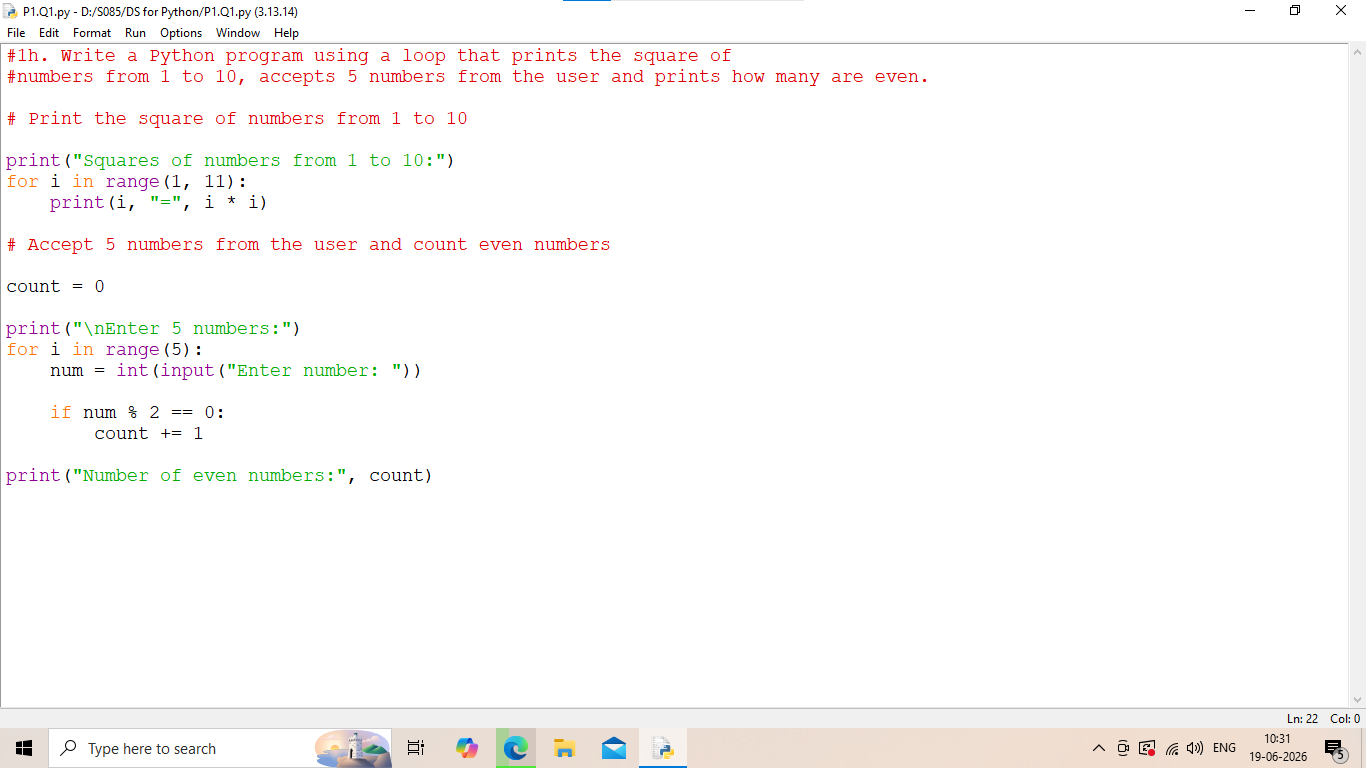 P1.Q1.py - D:/S085/DS for Python/P1.Q1.py (3.13.14)
File Edit Format Run Options Window Help
#1h. Write a Python program using a loop that prints the square of
#numbers from 1 to 10, accepts 5 numbers from the user and prints how many are even.

# Print the square of numbers from 1 to 10

print("Squares of numbers from 1 to 10:")
for i in range(1, 11):
    print(i, "=", i * i)

# Accept 5 numbers from the user and count even numbers

count = 0

print("\nEnter 5 numbers:")
for i in range(5):
    num = int(input("Enter number: "))

    if num % 2 == 0:
        count += 1

print("Number of even numbers:", count)
Ln: 22 Col: 0
Type here to search
ENG
10:31
19-06-2026
5